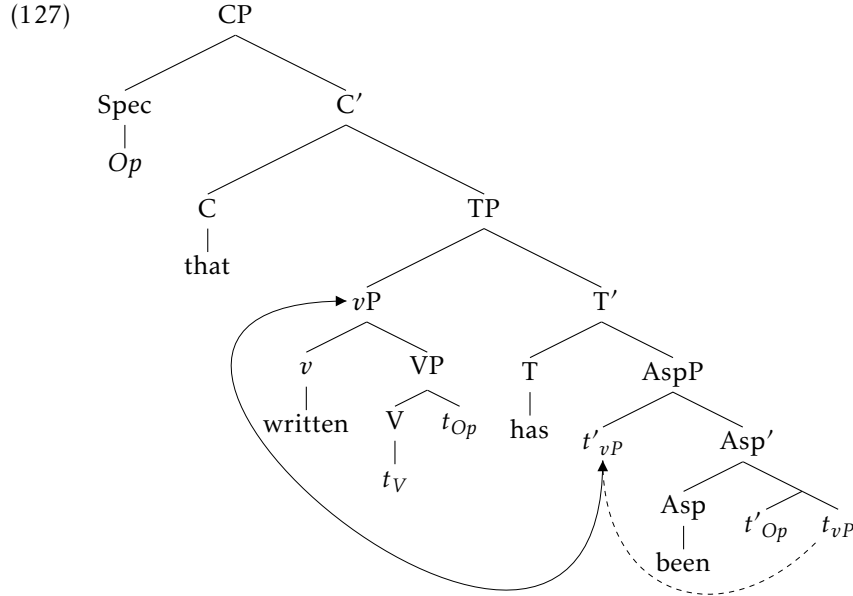 (127) CP
Spec C′
Op
C TP
that
vP T′
v VP T AspP
written V t_Op has t′_vP Asp′
t_V Asp t′_Op t_vP
been